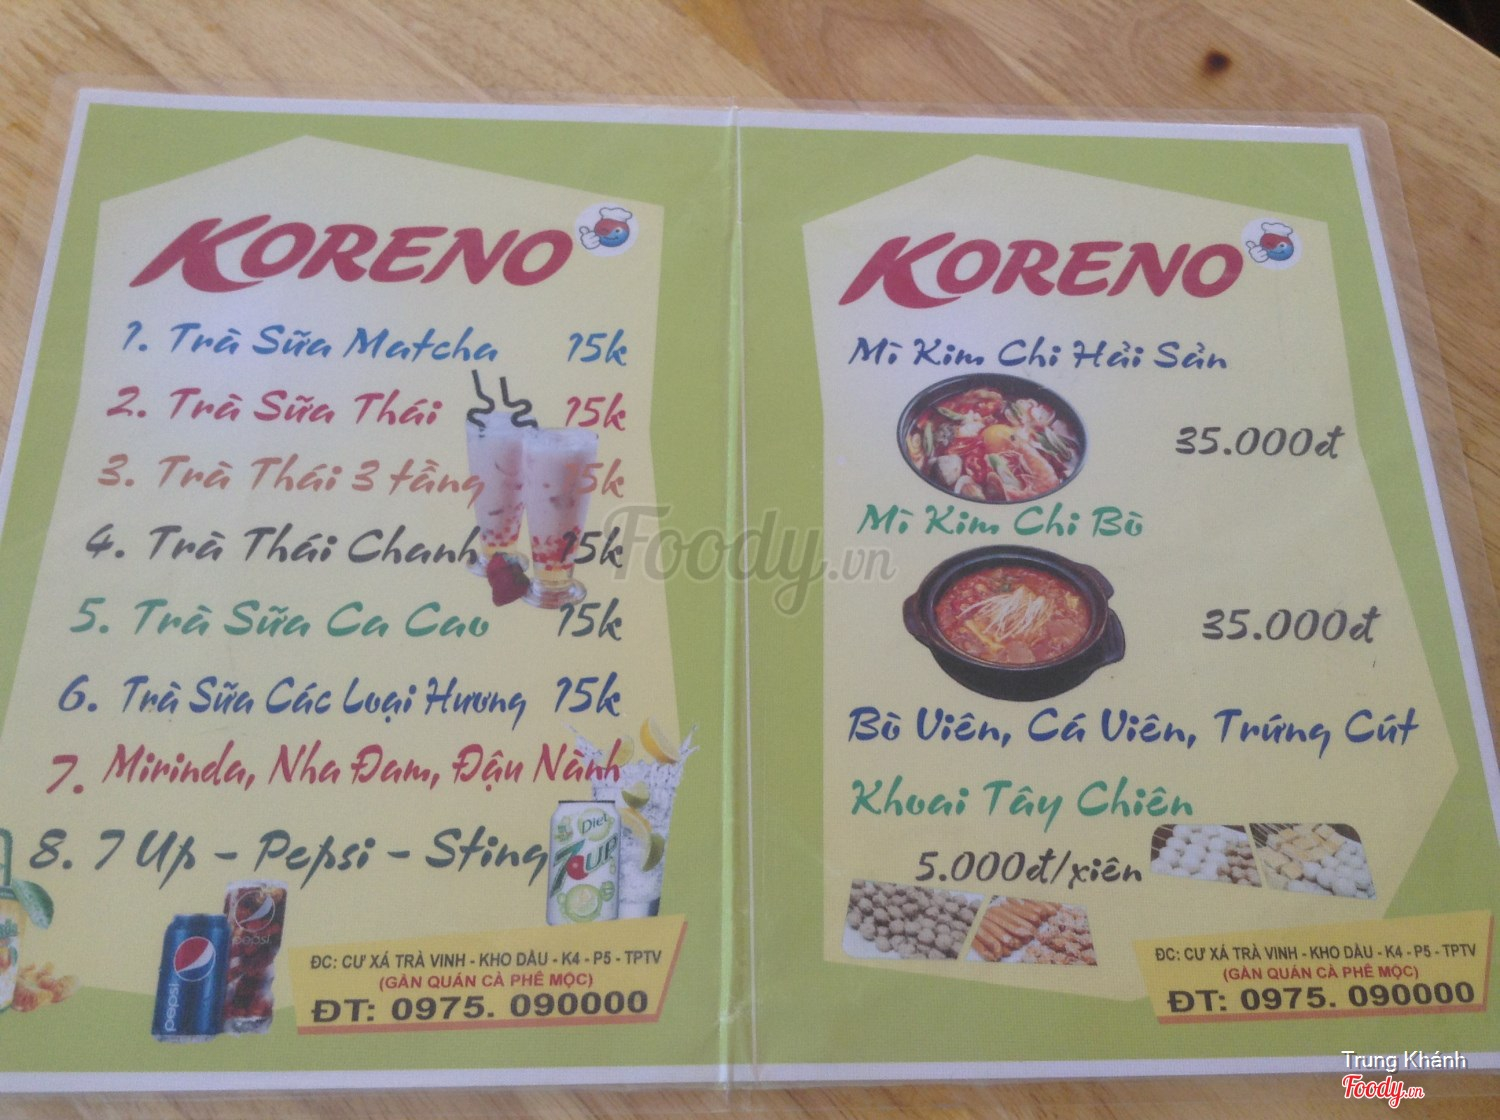 KORENO
1. Trà Sữa Matcha 15k
2. Trà Sữa Thái 15k
3. Trà Thái 3 tầng 15k
4. Trà Thái Chanh 15k
5. Trà Sữa Ca Cao 15k
6. Trà Sữa Các Loại Hương 15k
7. Mirinda, Nha Đam, Đậu Nành
8. 7 Up - Pepsi - Sting
Diet
7UP
pepsi
pepsi
ĐC: CƯ XÁ TRÀ VINH - KHO DẦU - K4 - P5 - TPTV
(GẦN QUÁN CÀ PHÊ MỘC)
ĐT: 0975. 090000
KORENO
Mì Kim Chi Hải Sản
35.000đ
Mì Kim Chi Bò
35.000đ
Bò Viên, Cá Viên, Trứng Cút
Khoai Tây Chiên
5.000đ/xiên
ĐC: CƯ XÁ TRÀ VINH - KHO DẦU - K4 - P5 - TPTV
(GẦN QUÁN CÀ PHÊ MỘC)
ĐT: 0975. 090000
Foody.vn
Trung Khánh
Foody.vn